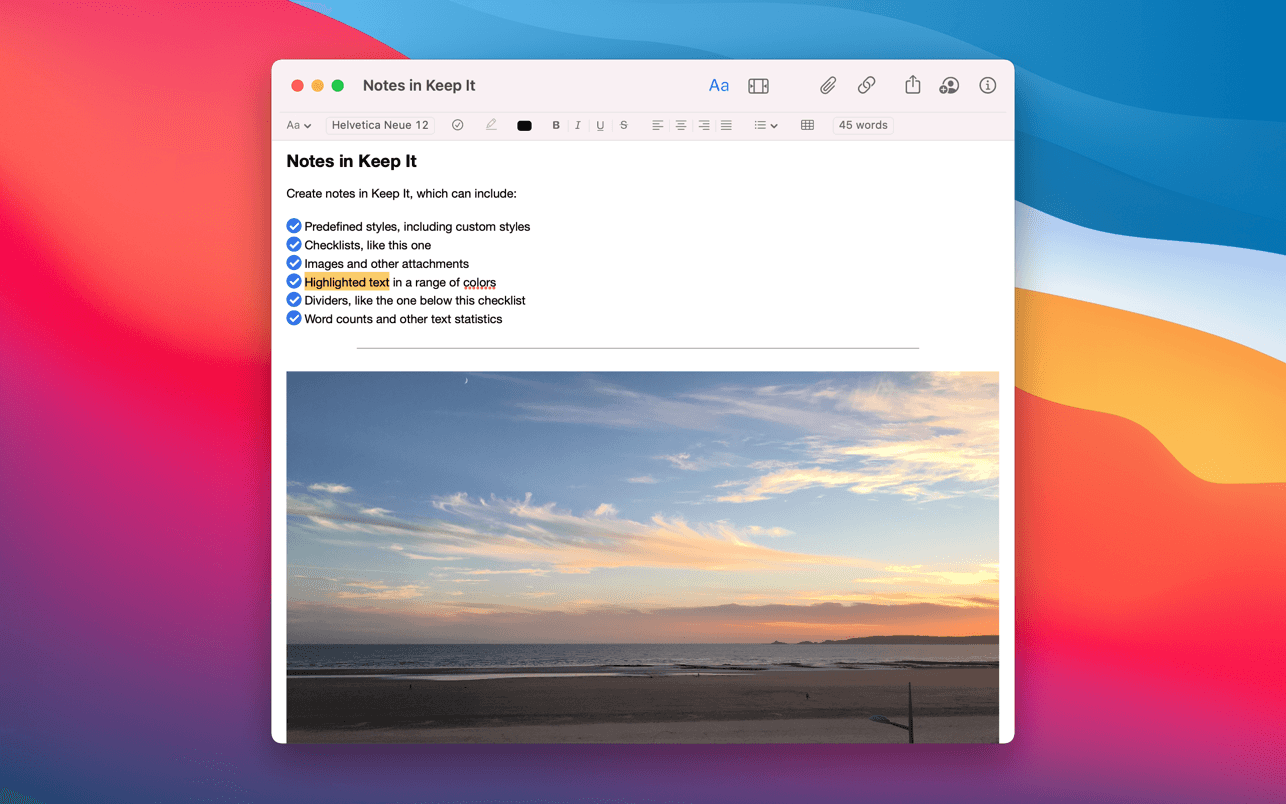 Notes in Keep It
Aa
Aa
Helvetica Neue 12
B I U S
45 words
Notes in Keep It
Create notes in Keep It, which can include:
Predefined styles, including custom styles
Checklists, like this one
Images and other attachments
Highlighted text in a range of colors
Dividers, like the one below this checklist
Word counts and other text statistics